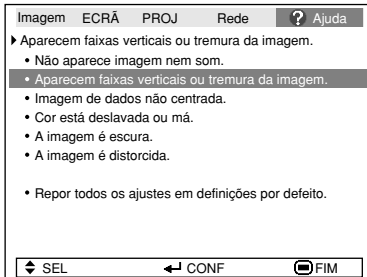 Imagem ECRÃ PROJ Rede ? Ajuda
Aparecem faixas verticais ou tremura da imagem.
• Não aparece imagem nem som.
• Aparecem faixas verticais ou tremura da imagem.
• Imagem de dados não centrada.
• Cor está deslavada ou má.
• A imagem é escura.
• A imagem é distorcida.
• Repor todos os ajustes em definições por defeito.
SEL CONF FIM